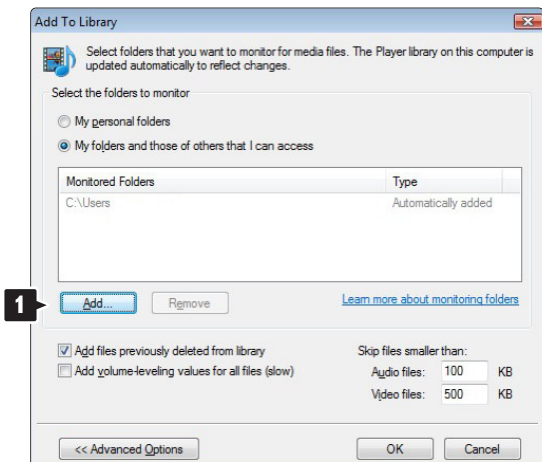 Add To Library
Select folders that you want to monitor for media files. The Player library on this computer is
updated automatically to reflect changes.
Select the folders to monitor
My personal folders
My folders and those of others that I can access
Monitored Folders Type
C:\Users Automatically added
1 Add... Remove Learn more about monitoring folders
Add files previously deleted from library Skip files smaller than:
Add volume-leveling values for all files (slow) Audio files: 100 KB
Video files: 500 KB
<< Advanced Options OK Cancel